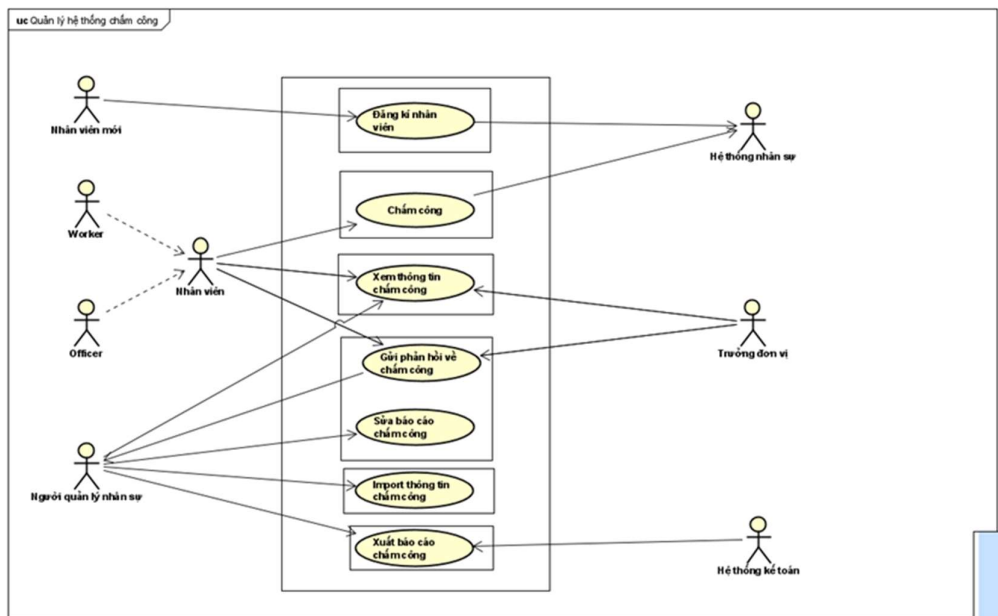 uc Quản lý hệ thống chấm công
Nhân viên mới
Đăng kí nhân
viên
Hệ thống nhân sự
Worker
Chấm công
Nhân viên
Xem thông tin
chấm công
Officer
Trưởng đơn vị
Gửi phản hồi về
chấm công
Sửa báo cáo
chấm công
Người quản lý nhân sự
Import thông tin
chấm công
Xuất báo cáo
chấm công
Hệ thống kế toán